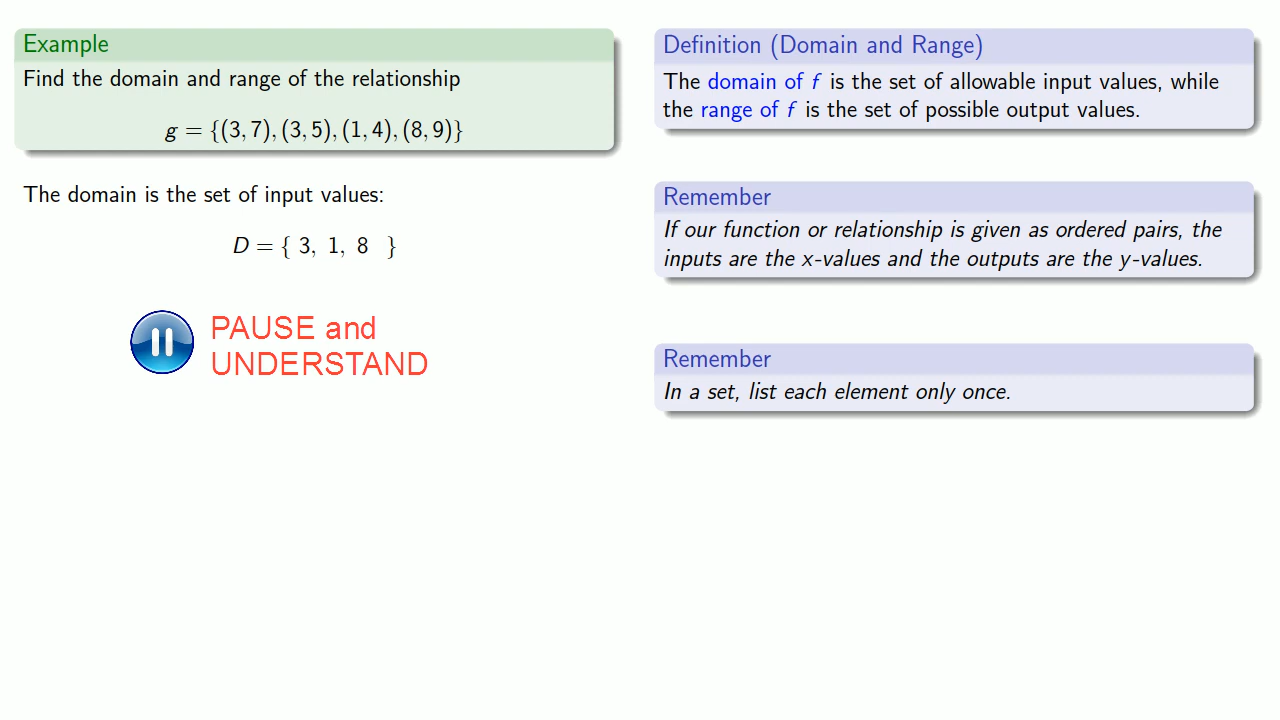 Example
Find the domain and range of the relationship
g = {(3, 7), (3, 5), (1, 4), (8, 9)}
The domain is the set of input values:
D = { 3, 1, 8 }
PAUSE and
UNDERSTAND
Definition (Domain and Range)
The domain of f is the set of allowable input values, while
the range of f is the set of possible output values.
Remember
If our function or relationship is given as ordered pairs, the
inputs are the x-values and the outputs are the y-values.
Remember
In a set, list each element only once.